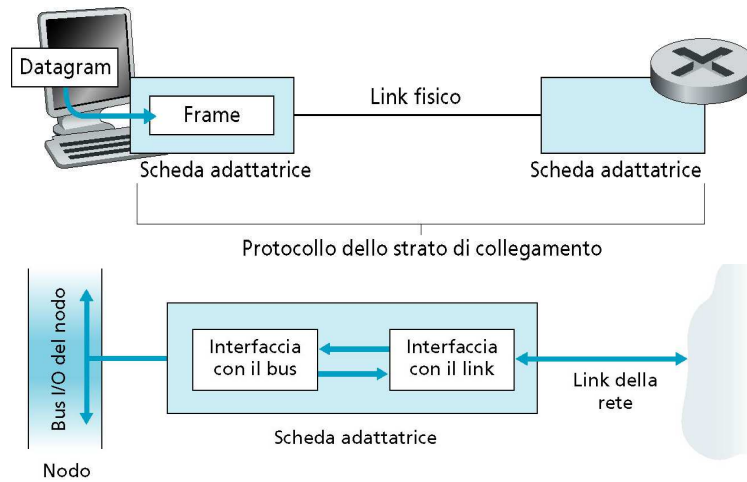 Datagram
Frame
Link fisico
Scheda adattatrice
Scheda adattatrice
Protocollo dello strato di collegamento
Bus I/O del nodo
Interfaccia
con il bus
Interfaccia
con il link
Link della
rete
Scheda adattatrice
Nodo